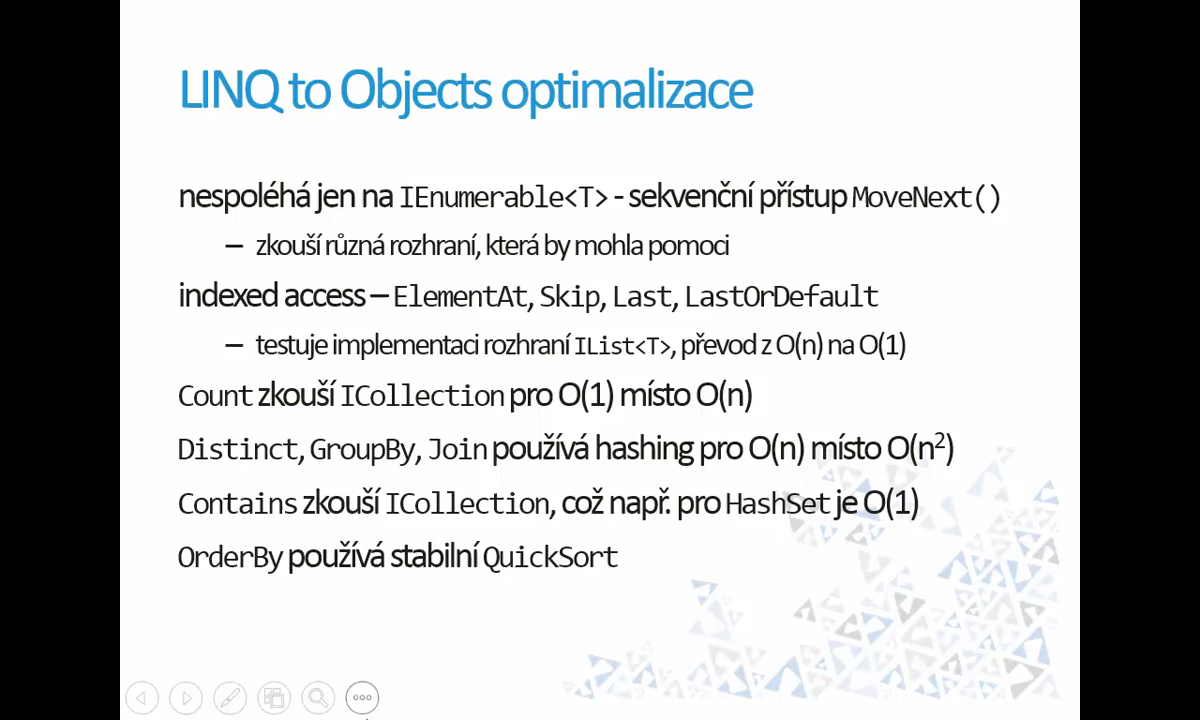 LINQ to Objects optimalizace
nespoléhá jen na IEnumerable<T> - sekvenční přístup MoveNext()
– zkouší různá rozhraní, která by mohla pomoci
indexed access – ElementAt, Skip, Last, LastOrDefault
– testuje implementaci rozhraní IList<T>, převod z O(n) na O(1)
Count zkouší ICollection pro O(1) místo O(n)
Distinct, GroupBy, Join používá hashing pro O(n) místo O(n²)
Contains zkouší ICollection, což např. pro HashSet je O(1)
OrderBy používá stabilní QuickSort